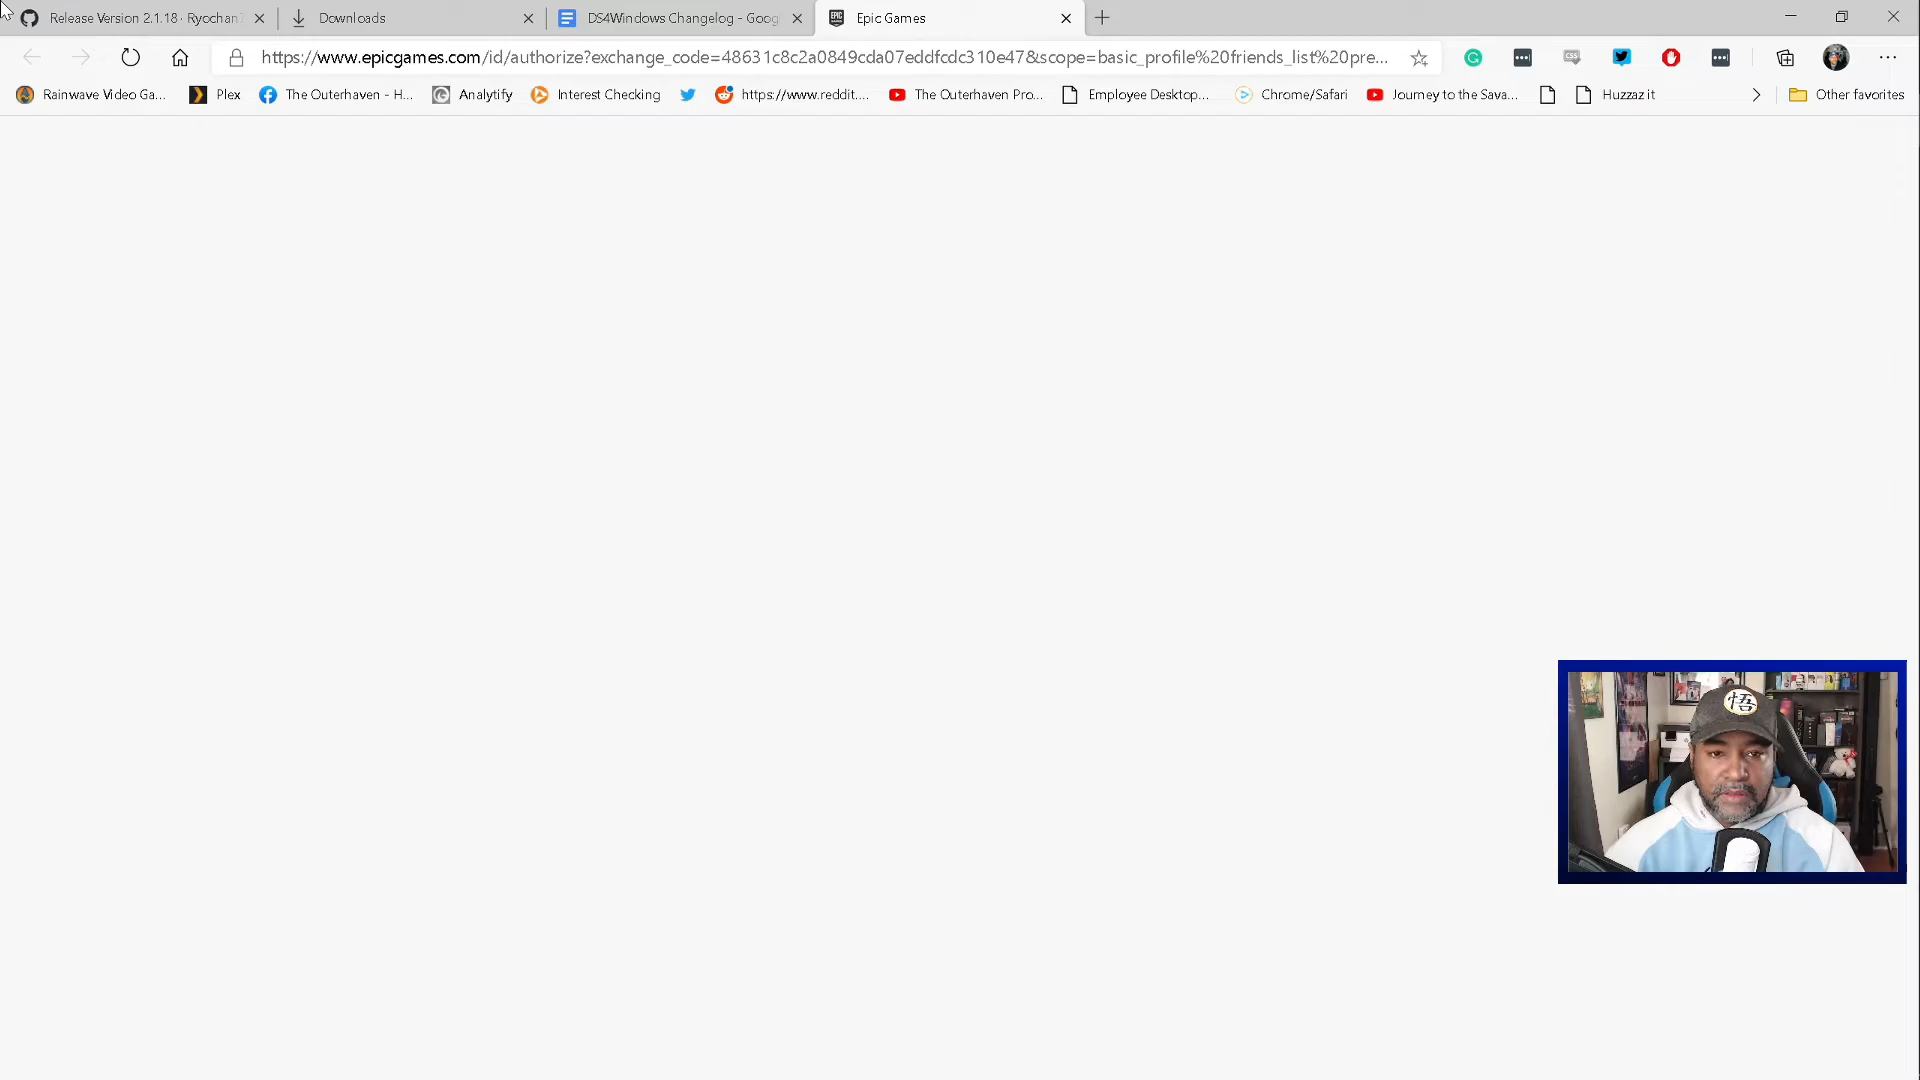 Release Version 2.1.18 · Ryochan7
Downloads
DS4Windows Changelog - Goog
Epic Games
https://www.epicgames.com/id/authorize?exchange_code=48631c8c2a0849cda07eddfcdc310e47&scope=basic_profile%20friends_list%20pre...
Rainwave Video Ga...
Plex
The Outerhaven - H...
Analytify
Interest Checking
https://www.reddit....
The Outerhaven Pro...
Employee Desktop...
Chrome/Safari
Journey to the Sava...
Huzzaz it
Other favorites
悟